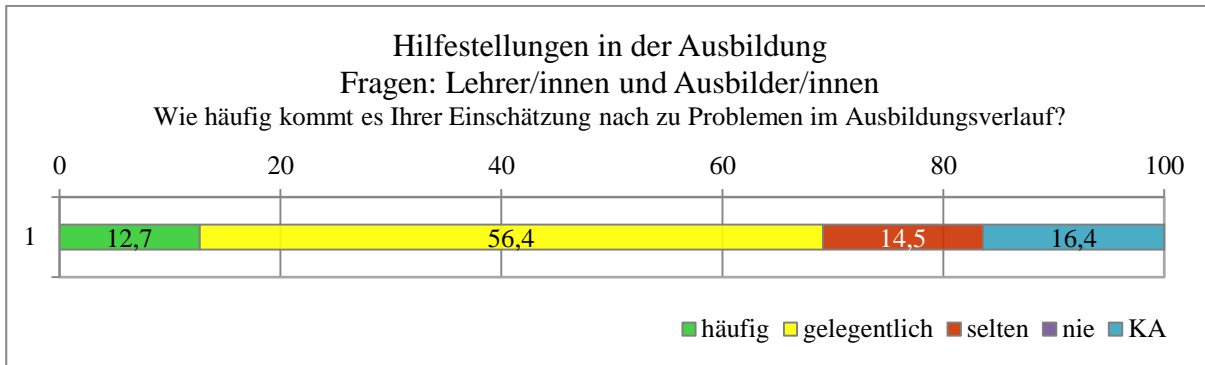 Hilfestellungen in der Ausbildung
Fragen: Lehrer/innen und Ausbilder/innen
Wie häufig kommt es Ihrer Einschätzung nach zu Problemen im Ausbildungsverlauf?
0 20 40 60 80 100
1 12,7 56,4 14,5 16,4
häufig gelegentlich selten nie KA